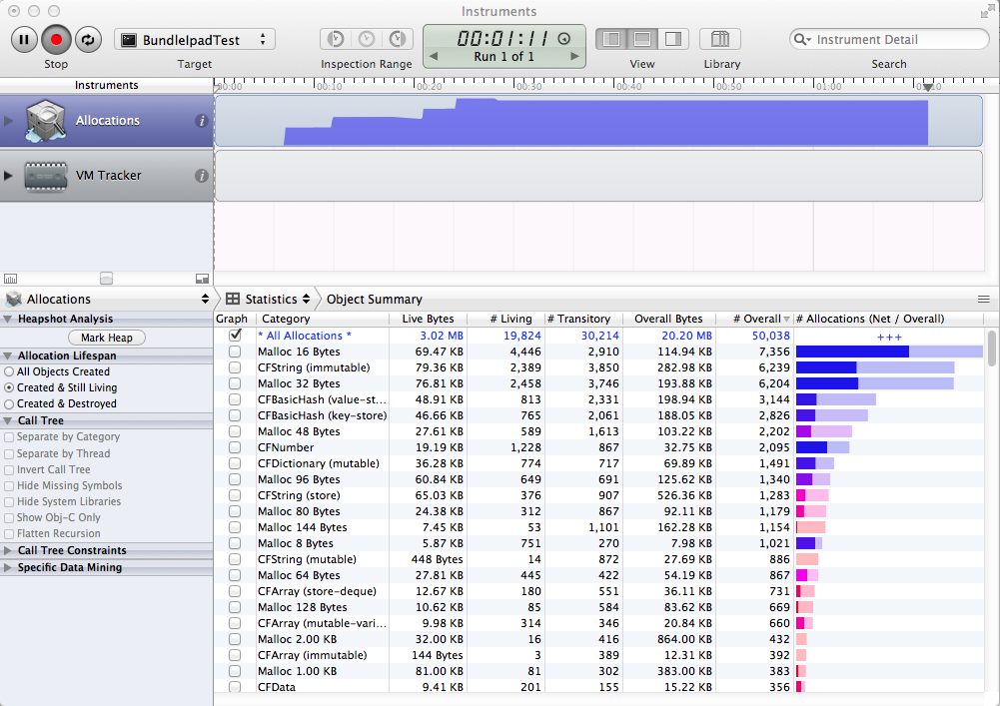 Instruments
BundleIpadTest
00:01:11
Run 1 of 1
Instrument Detail
Stop
Target
Inspection Range
View
Library
Search
Instruments
00:00 00:10 00:20 00:30 00:40 00:50 01:00
Allocations
VM Tracker
Allocations
Statistics Object Summary
Heapshot Analysis
Mark Heap
Allocation Lifespan
All Objects Created
Created & Still Living
Created & Destroyed
Call Tree
Separate by Category
Separate by Thread
Invert Call Tree
Hide Missing Symbols
Hide System Libraries
Show Obj-C Only
Flatten Recursion
Call Tree Constraints
Specific Data Mining
Graph Category Live Bytes # Living # Transitory Overall Bytes # Overall # Allocations (Net / Overall)
* All Allocations * 3.02 MB 19,824 30,214 20.20 MB 50,038 +++
Malloc 16 Bytes 69.47 KB 4,446 2,910 114.94 KB 7,356
CFString (immutable) 79.36 KB 2,389 3,850 282.98 KB 6,239
Malloc 32 Bytes 76.81 KB 2,458 3,746 193.88 KB 6,204
CFBasicHash (value-st... 48.91 KB 813 2,331 198.94 KB 3,144
CFBasicHash (key-store) 46.66 KB 765 2,061 188.05 KB 2,826
Malloc 48 Bytes 27.61 KB 589 1,613 103.22 KB 2,202
CFNumber 19.19 KB 1,228 867 32.75 KB 2,095
CFDictionary (mutable) 36.28 KB 774 717 69.89 KB 1,491
Malloc 96 Bytes 60.84 KB 649 691 125.62 KB 1,340
CFString (store) 65.03 KB 376 907 526.36 KB 1,283
Malloc 80 Bytes 24.38 KB 312 867 92.11 KB 1,179
Malloc 144 Bytes 7.45 KB 53 1,101 162.28 KB 1,154
Malloc 8 Bytes 5.87 KB 751 270 7.98 KB 1,021
CFString (mutable) 448 Bytes 14 872 27.69 KB 886
Malloc 64 Bytes 27.81 KB 445 422 54.19 KB 867
CFArray (store-deque) 12.67 KB 180 551 36.11 KB 731
Malloc 128 Bytes 10.62 KB 85 584 83.62 KB 669
CFArray (mutable-vari... 9.98 KB 314 346 20.84 KB 660
Malloc 2.00 KB 32.00 KB 16 416 864.00 KB 432
CFArray (immutable) 144 Bytes 3 389 12.31 KB 392
Malloc 1.00 KB 81.00 KB 81 302 383.00 KB 383
CFData 9.41 KB 201 155 15.22 KB 356